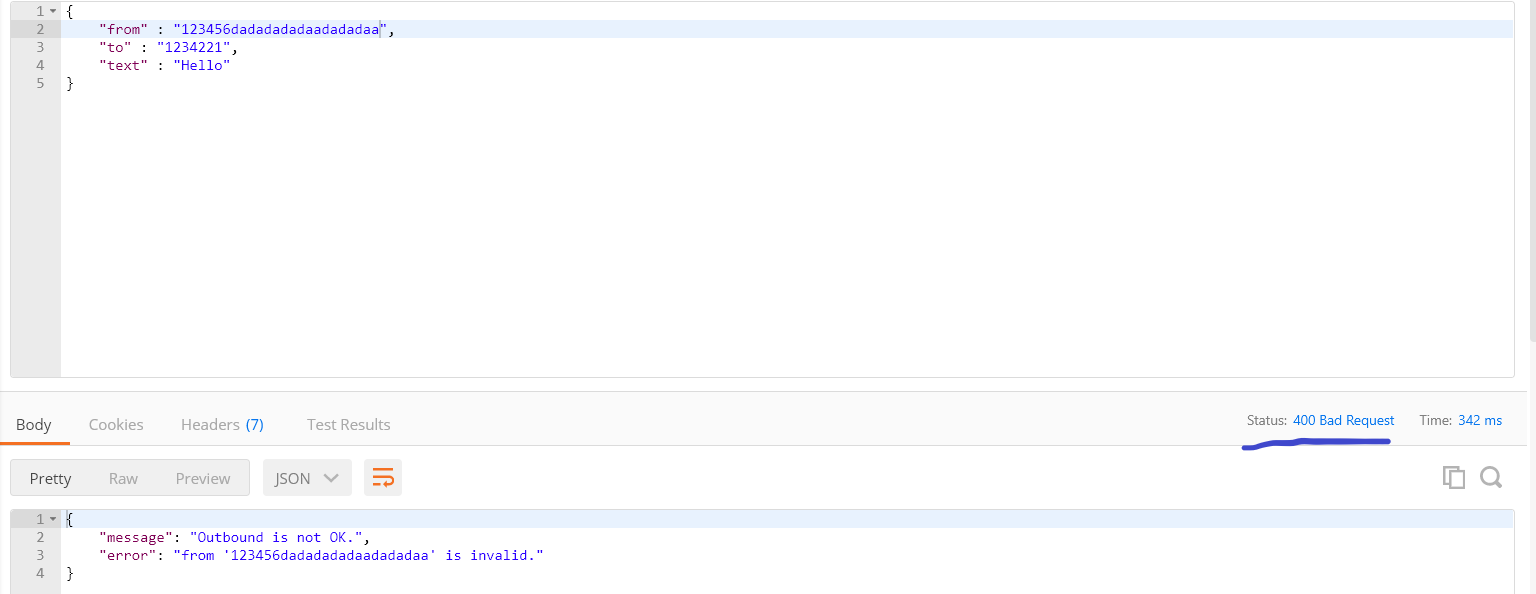 1 {
2 "from" : "123456dadadadadaadadadaa",
3 "to" : "1234221",
4 "text" : "Hello"
5 }
Body Cookies Headers (7) Test Results Status: 400 Bad Request Time: 342 ms
Pretty Raw Preview JSON
1 {
2 "message": "Outbound is not OK.",
3 "error": "from '123456dadadadadaadadadaa' is invalid."
4 }